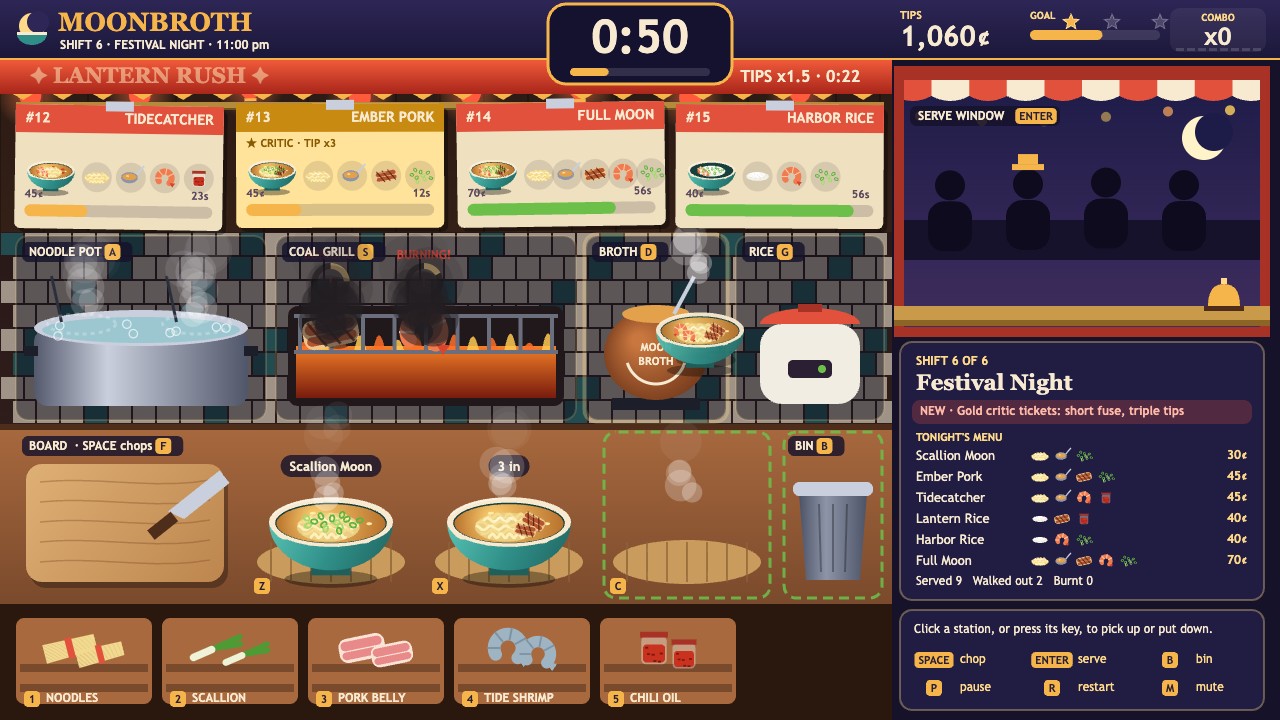 MOONBROTH
SHIFT 6 · FESTIVAL NIGHT · 11:00 pm
0:50
TIPS
1,060¢
GOAL
COMBO
x0
✦ LANTERN RUSH ✦
TIPS x1.5 · 0:22
#12 TIDECATCHER
45¢ 23s
#13 EMBER PORK
★ CRITIC · TIP x3
45¢ 12s
#14 FULL MOON
70¢ 56s
#15 HARBOR RICE
40¢ 56s
SERVE WINDOW ENTER
NOODLE POT A
COAL GRILL S
BURNING!
BROTH D
RICE G
MOON
BROTH
BOARD · SPACE chops F
Scallion Moon
3 in
BIN B
Z
X
C
1 NOODLES
2 SCALLION
3 PORK BELLY
4 TIDE SHRIMP
5 CHILI OIL
SHIFT 6 OF 6
Festival Night
NEW · Gold critic tickets: short fuse, triple tips
TONIGHT'S MENU
Scallion Moon 30¢
Ember Pork 45¢
Tidecatcher 45¢
Lantern Rice 40¢
Harbor Rice 40¢
Full Moon 70¢
Served 9 Walked out 2 Burnt 0
Click a station, or press its key, to pick up or put down.
SPACE chop ENTER serve B bin
P pause R restart M mute